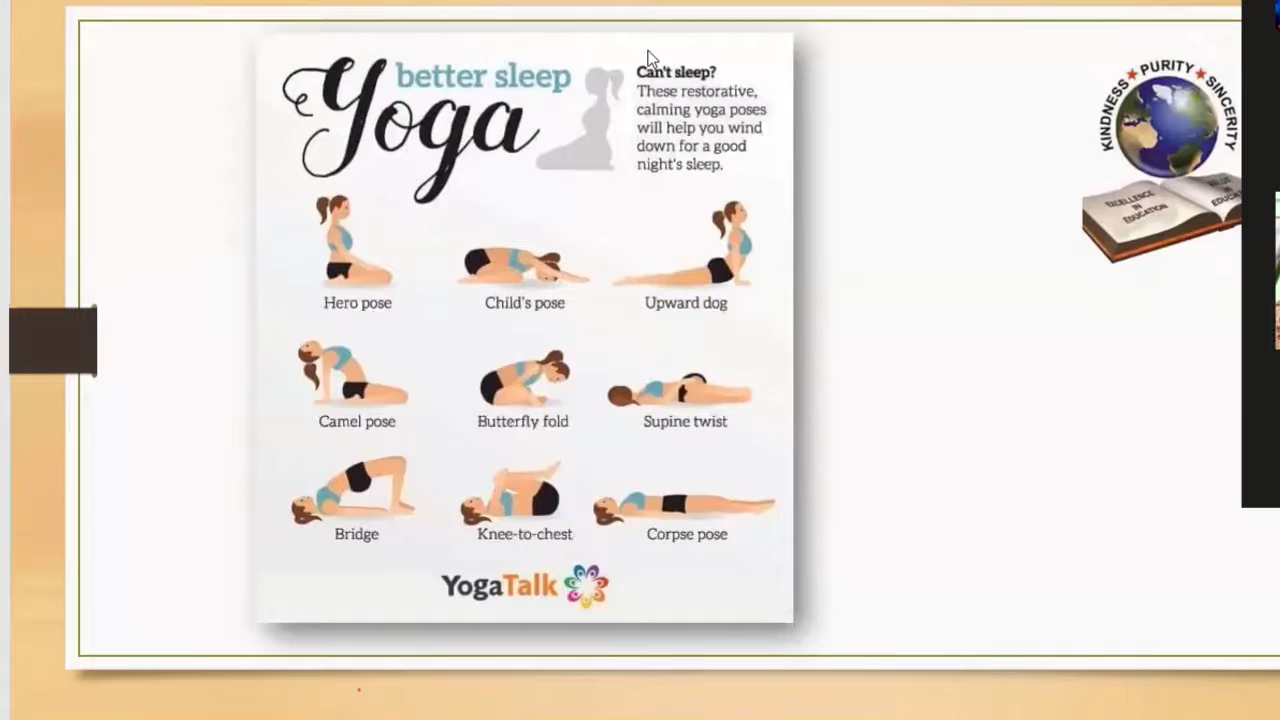 better sleep
Yoga
Can't sleep?
These restorative,
calming yoga poses
will help you wind
down for a good
night's sleep.
Hero pose
Child's pose
Upward dog
Camel pose
Butterfly fold
Supine twist
Bridge
Knee-to-chest
Corpse pose
YogaTalk
KINDNESS ★ PURITY ★ SINCERITY
EXCELLENCE
IN
EDUCATION